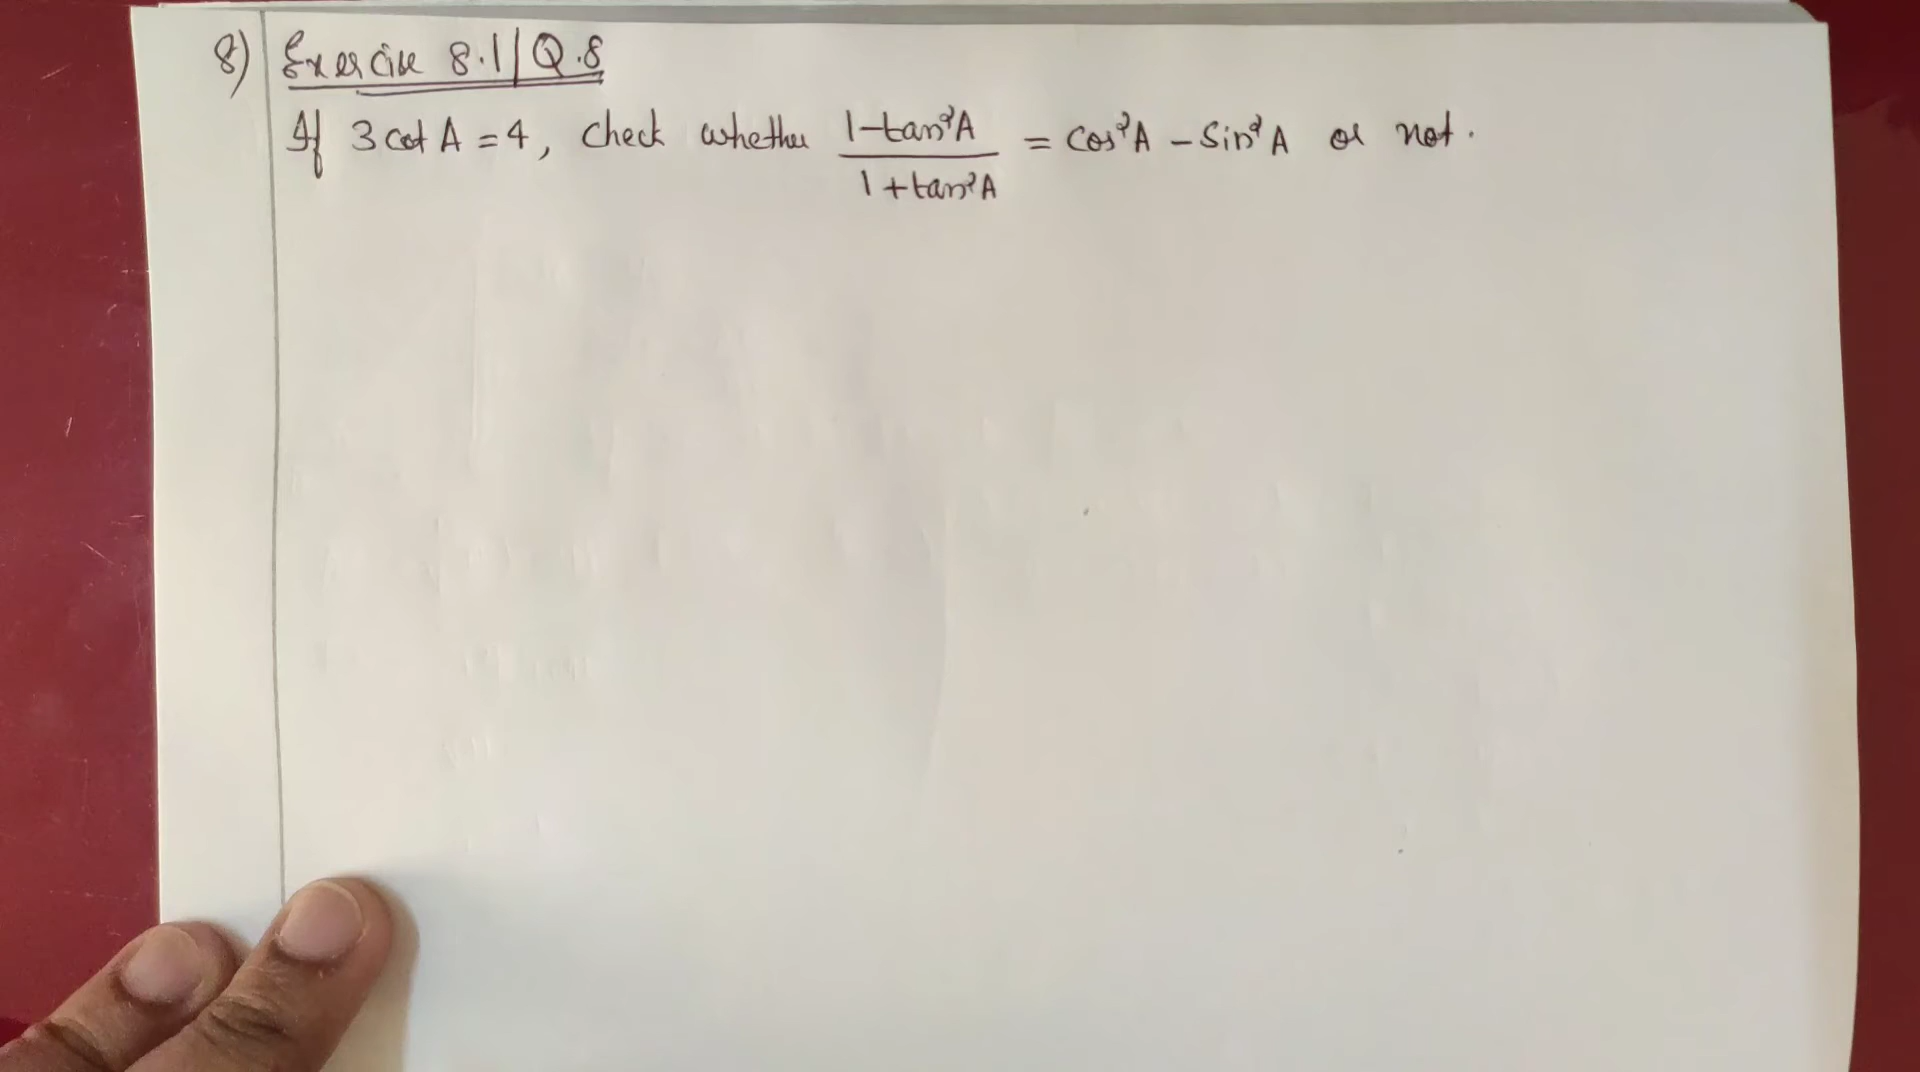 8) Exercise 8.1 | Q.8
If 3 cot A = 4, check whether 1-tan²A / 1+tan²A = cos²A - sin²A or not.